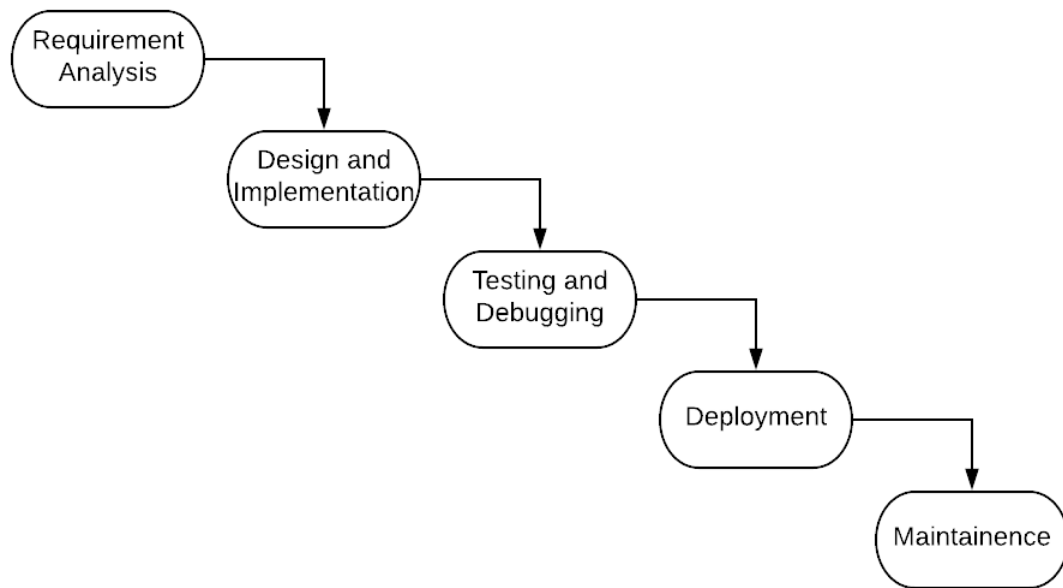 Requirement
Analysis
Design and
Implementation
Testing and
Debugging
Deployment
Maintainence